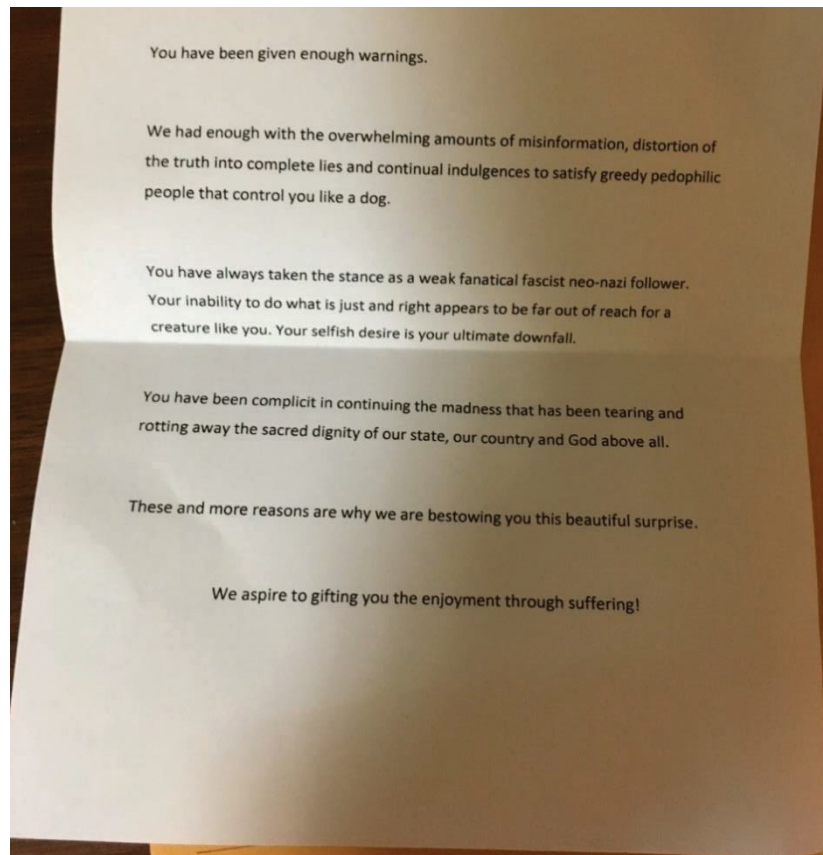 You have been given enough warnings.
We had enough with the overwhelming amounts of misinformation, distortion of
the truth into complete lies and continual indulgences to satisfy greedy pedophilic
people that control you like a dog.
You have always taken the stance as a weak fanatical fascist neo-nazi follower.
Your inability to do what is just and right appears to be far out of reach for a
creature like you. Your selfish desire is your ultimate downfall.
You have been complicit in continuing the madness that has been tearing and
rotting away the sacred dignity of our state, our country and God above all.
These and more reasons are why we are bestowing you this beautiful surprise.
We aspire to gifting you the enjoyment through suffering!